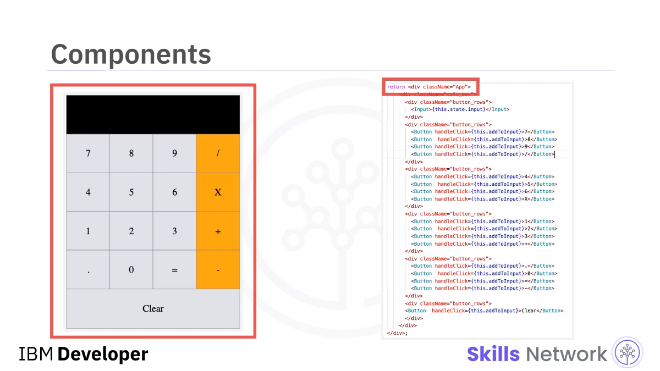 Components
7 8 9 /
4 5 6 X
1 2 3 +
. 0 = -
Clear
return <div className="App">
<div className="button_rows">
<Input>{this.state.input}</Input>
</div>
<div className="button_rows">
<Button handleClick={this.addToInput}>7</Button>
<Button handleClick={this.addToInput}>8</Button>
<Button handleClick={this.addToInput}>9</Button>
<Button handleClick={this.addToInput}>/</Button>
</div>
<div className="button_rows">
<Button handleClick={this.addToInput}>4</Button>
<Button handleClick={this.addToInput}>5</Button>
<Button handleClick={this.addToInput}>6</Button>
<Button handleClick={this.addToInput}>X</Button>
</div>
<div className="button_rows">
<Button handleClick={this.addToInput}>1</Button>
<Button handleClick={this.addToInput}>2</Button>
<Button handleClick={this.addToInput}>3</Button>
<Button handleClick={this.addToInput}>+</Button>
</div>
<div className="button_rows">
<Button handleClick={this.addToInput}>.</Button>
<Button handleClick={this.addToInput}>0</Button>
<Button handleClick={this.addToInput}>=</Button>
<Button handleClick={this.addToInput}>-</Button>
</div>
<div className="button_rows">
<Button handleClick={this.addToInput}>Clear</Button>
</div>
</div>
</div>;
IBM Developer
Skills Network